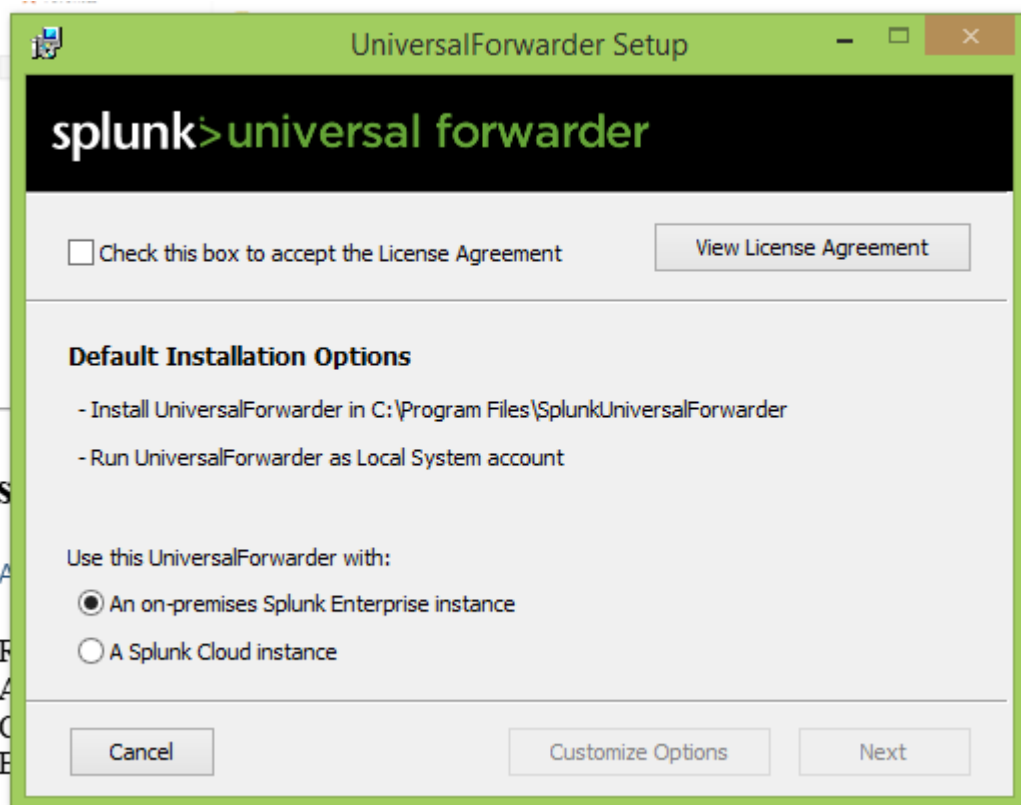 UniversalForwarder Setup
splunk>universal forwarder
Check this box to accept the License Agreement
View License Agreement
Default Installation Options
- Install UniversalForwarder in C:\Program Files\SplunkUniversalForwarder
- Run UniversalForwarder as Local System account
Use this UniversalForwarder with:
An on-premises Splunk Enterprise instance
A Splunk Cloud instance
Cancel
Customize Options
Next